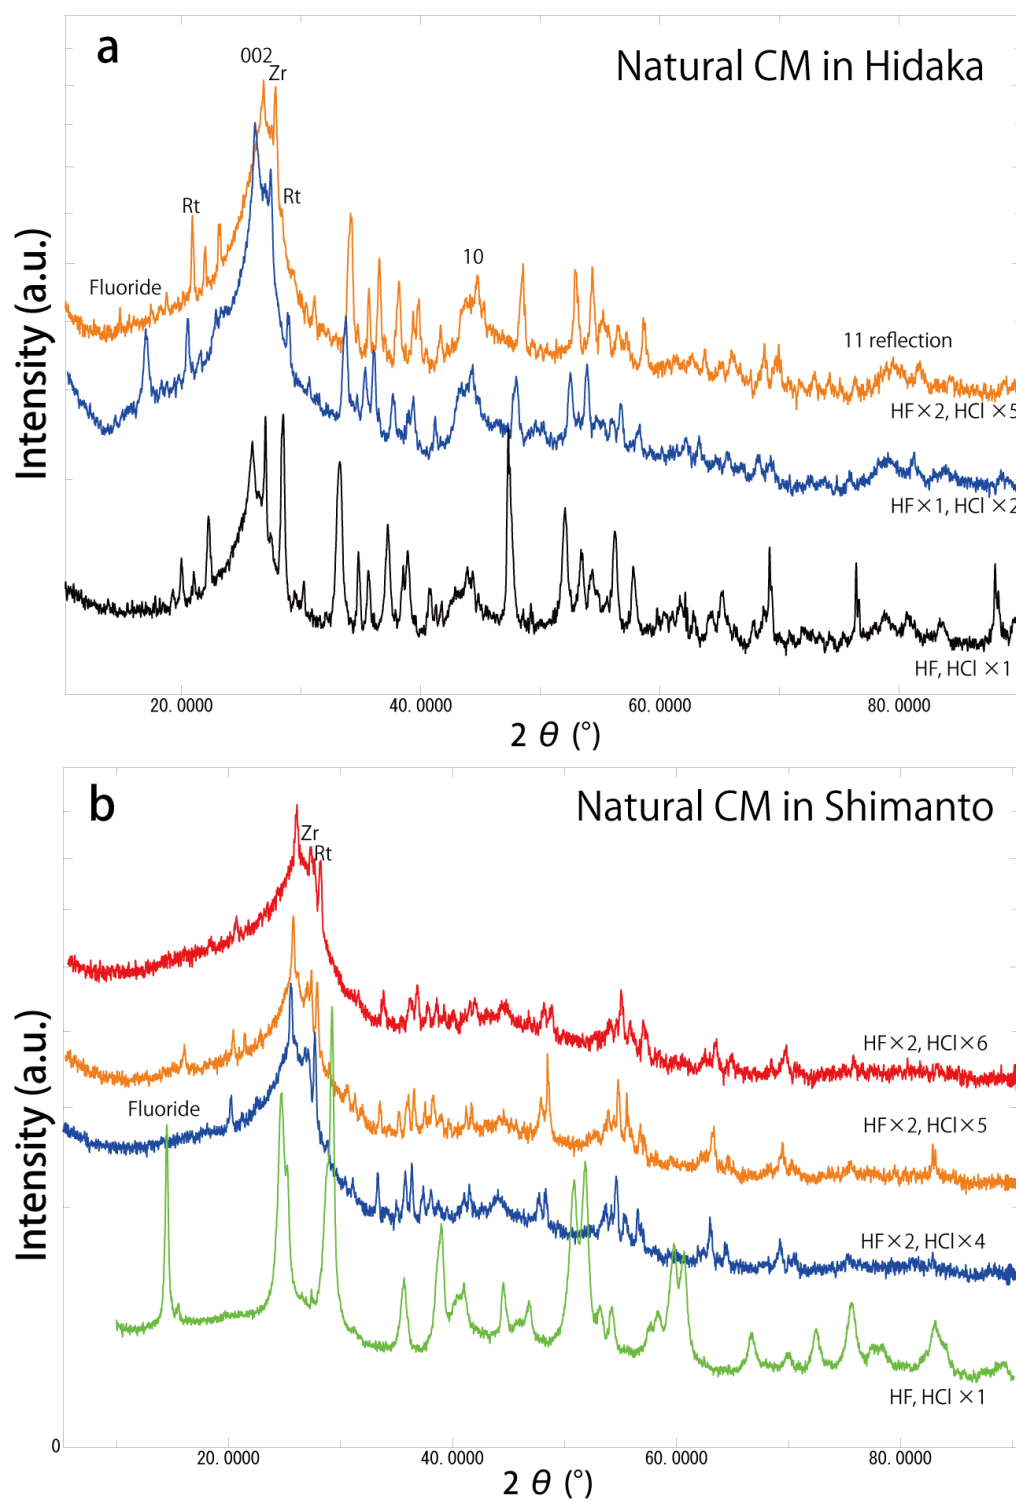 a
Natural CM in Hidaka
002
Zr
Rt
Rt
10
Fluoride
11 reflection
HF×2, HCl ×5
HF×1, HCl ×2
HF, HCl ×1
Intensity (a.u.)
20.0000 40.0000 60.0000 80.0000
2 θ (°)
b
Natural CM in Shimanto
Zr
Rt
HF×2, HCl×6
Fluoride
HF×2, HCl×5
HF×2, HCl×4
HF, HCl ×1
Intensity (a.u.)
0
20.0000 40.0000 60.0000 80.0000
2 θ (°)